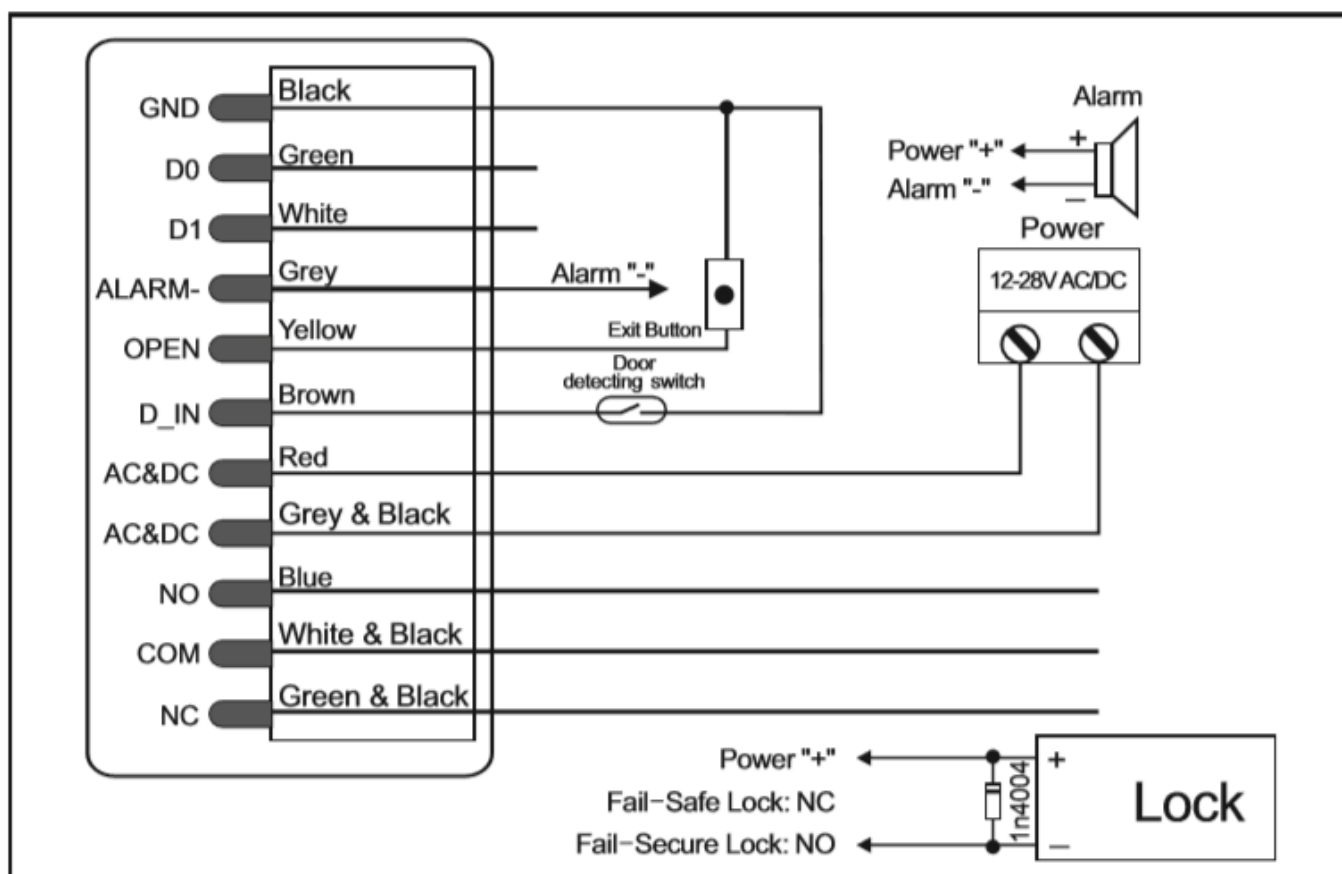 GND Black
D0 Green
D1 White
ALARM- Grey Alarm "-"
OPEN Yellow
Exit Button
Door
detecting switch
D_IN Brown
AC&DC Red
AC&DC Grey & Black
NO Blue
COM White & Black
NC Green & Black
Alarm
Power "+" +
Alarm "-" −
Power
12-28V AC/DC
Power "+"
Fail-Safe Lock: NC
Fail-Secure Lock: NO
1n4004
+
Lock
−